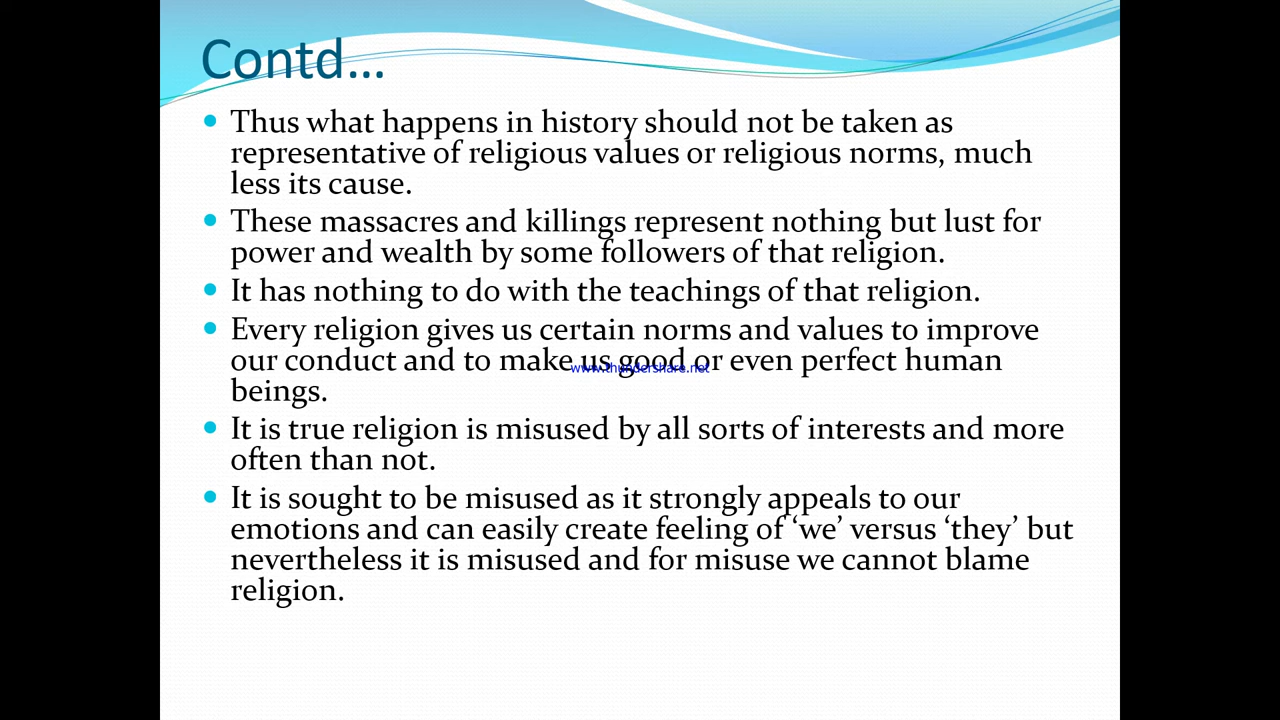 Contd...
• Thus what happens in history should not be taken as
representative of religious values or religious norms, much
less its cause.
• These massacres and killings represent nothing but lust for
power and wealth by some followers of that religion.
• It has nothing to do with the teachings of that religion.
• Every religion gives us certain norms and values to improve
our conduct and to make us good or even perfect human
www.thundershare.net
beings.
• It is true religion is misused by all sorts of interests and more
often than not.
• It is sought to be misused as it strongly appeals to our
emotions and can easily create feeling of ‘we’ versus ‘they’ but
nevertheless it is misused and for misuse we cannot blame
religion.